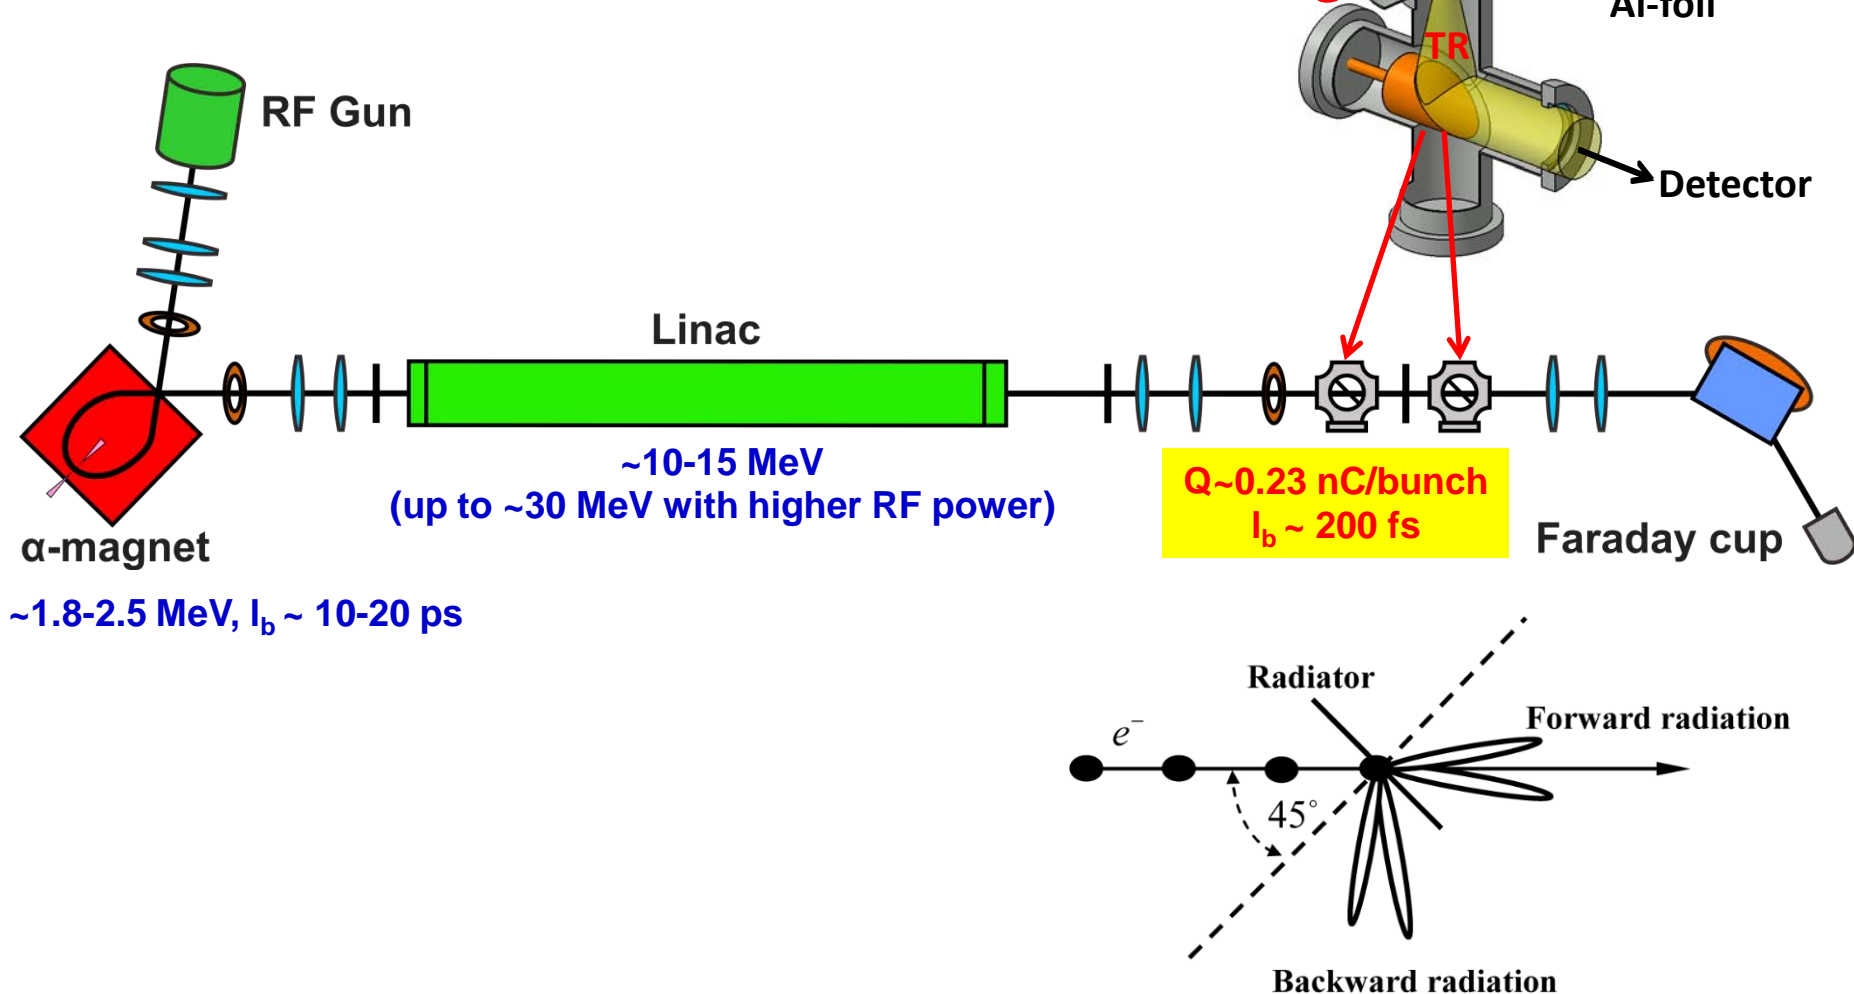 Al-foil
TR
RF Gun
Detector
Linac
~10-15 MeV
(up to ~30 MeV with higher RF power)
Q~0.23 nC/bunch
l_b ~ 200 fs
Faraday cup
α-magnet
~1.8-2.5 MeV, l_b ~ 10-20 ps
Radiator
Forward radiation
e⁻
45°
Backward radiation